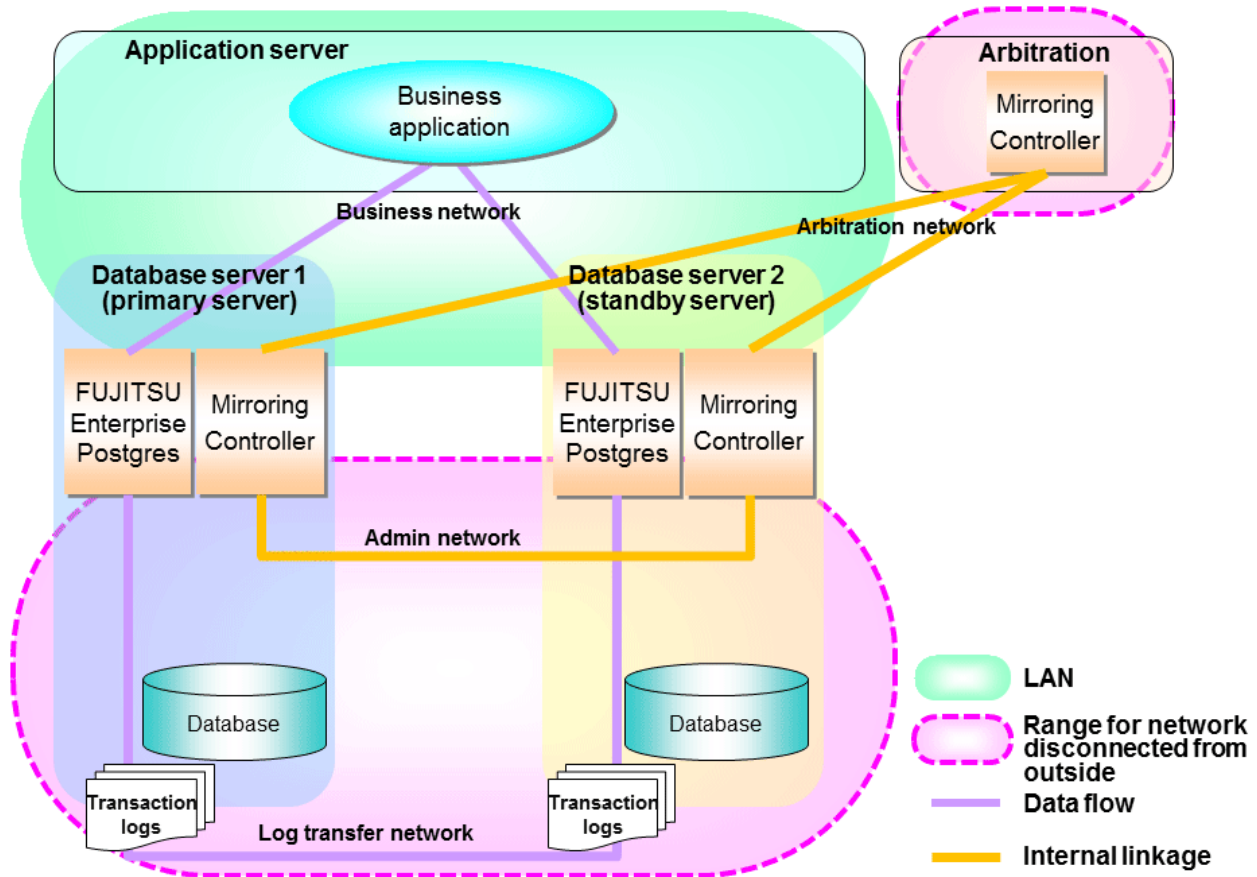 Application server
Business
application
Arbitration
Mirroring
Controller
Business network
Arbitration network
Database server 1
(primary server)
Database server 2
(standby server)
FUJITSU
Enterprise
Postgres
Mirroring
Controller
FUJITSU
Enterprise
Postgres
Mirroring
Controller
Admin network
Database
Database
Transaction
logs
Transaction
logs
Log transfer network
LAN
Range for network
disconnected from
outside
Data flow
Internal linkage